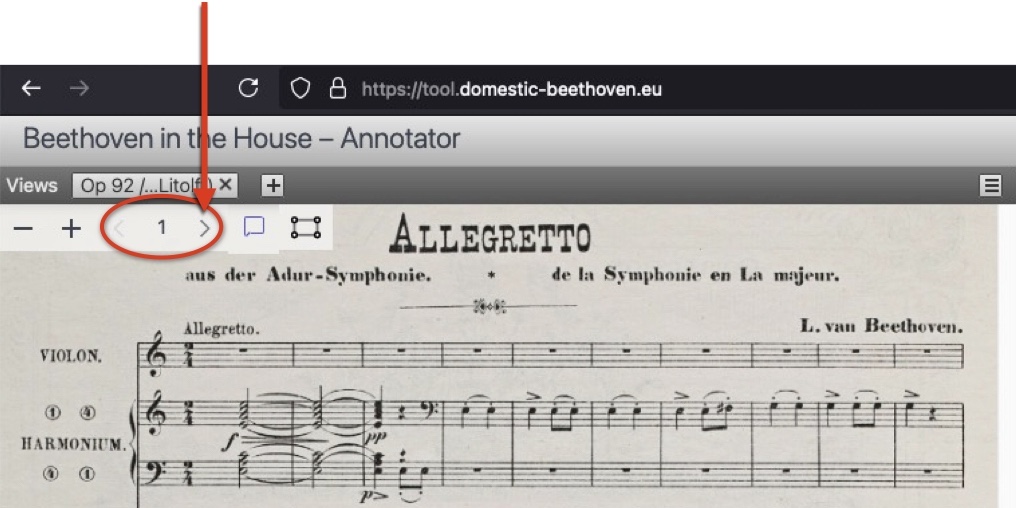 https://tool.domestic-beethoven.eu
Beethoven in the House – Annotator
Views Op 92 /...Litolf
1
ALLEGRETTO
aus der Adur-Symphonie. * de la Symphonie en La majeur.
L. van Beethoven.
Allegretto.
VIOLON.
① ④
HARMONIUM.
④ ①
f pp
p